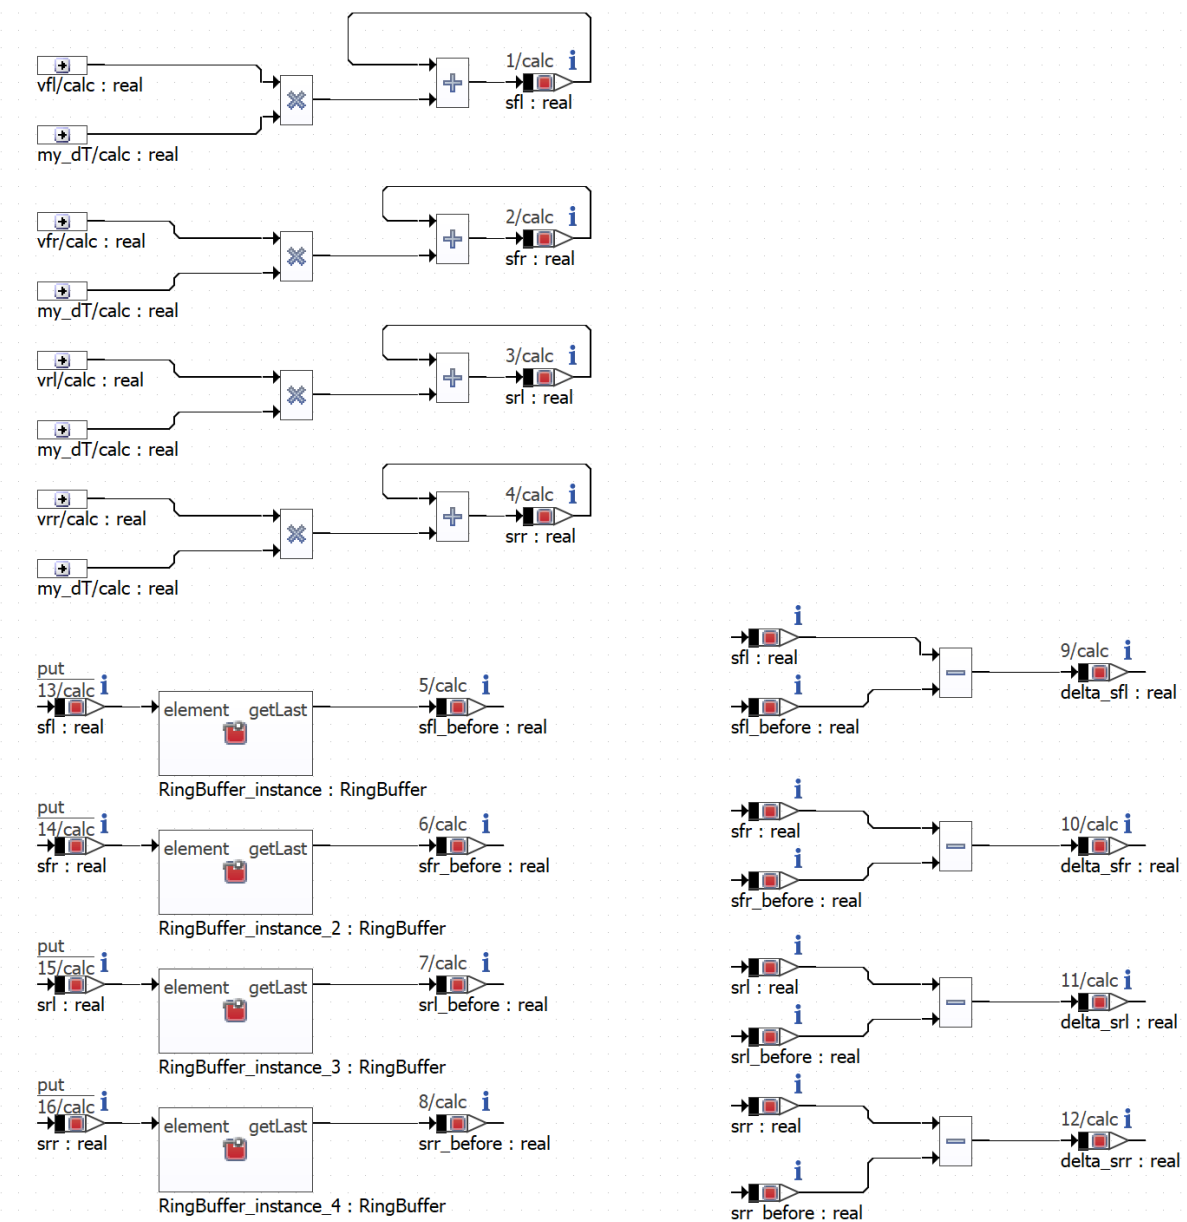 1/calc i
vfl/calc : real
sfl : real
my_dT/calc : real
2/calc i
vfr/calc : real
sfr : real
my_dT/calc : real
3/calc i
vrl/calc : real
srl : real
my_dT/calc : real
4/calc i
vrr/calc : real
srr : real
my_dT/calc : real
put
13/calc i
sfl : real
element getLast
5/calc i
sfl_before : real
RingBuffer_instance : RingBuffer
put
14/calc i
sfr : real
element getLast
6/calc i
sfr_before : real
RingBuffer_instance_2 : RingBuffer
put
15/calc i
srl : real
element getLast
7/calc i
srl_before : real
RingBuffer_instance_3 : RingBuffer
put
16/calc i
srr : real
element getLast
8/calc i
srr_before : real
RingBuffer_instance_4 : RingBuffer
i
sfl : real
i
sfl_before : real
9/calc i
delta_sfl : real
i
sfr : real
i
sfr_before : real
10/calc i
delta_sfr : real
i
srl : real
i
srl_before : real
11/calc i
delta_srl : real
i
srr : real
i
srr_before : real
12/calc i
delta_srr : real